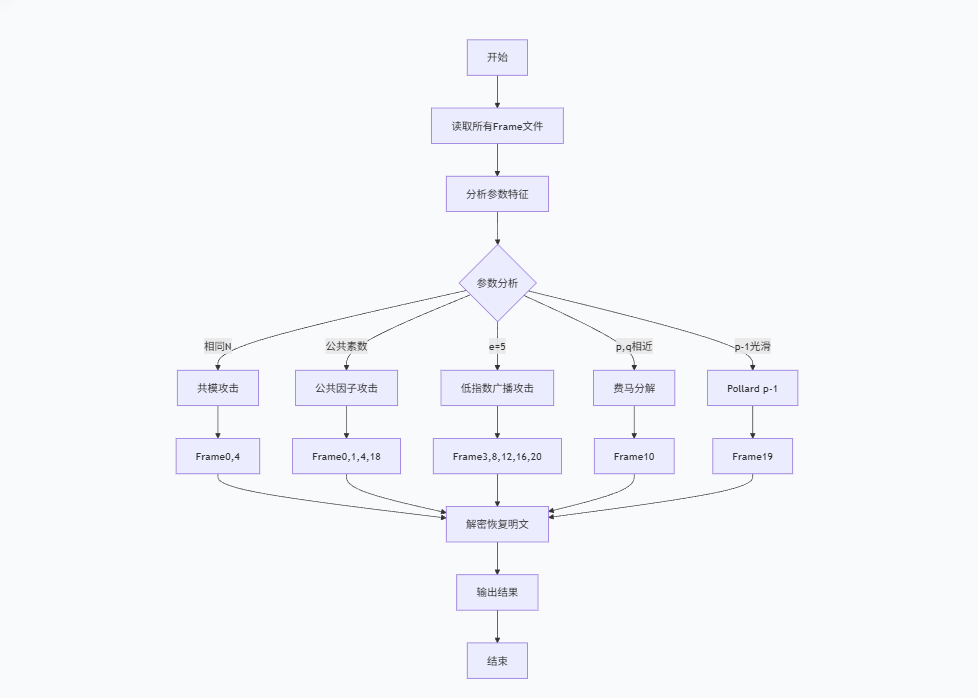 开始
读取所有Frame文件
分析参数特征
参数分析
相同N
公共素数
e=5
p,q相近
p-1光滑
共模攻击
公共因子攻击
低指数广播攻击
费马分解
Pollard p-1
Frame0,4
Frame0,1,4,18
Frame3,8,12,16,20
Frame10
Frame19
解密恢复明文
输出结果
结束